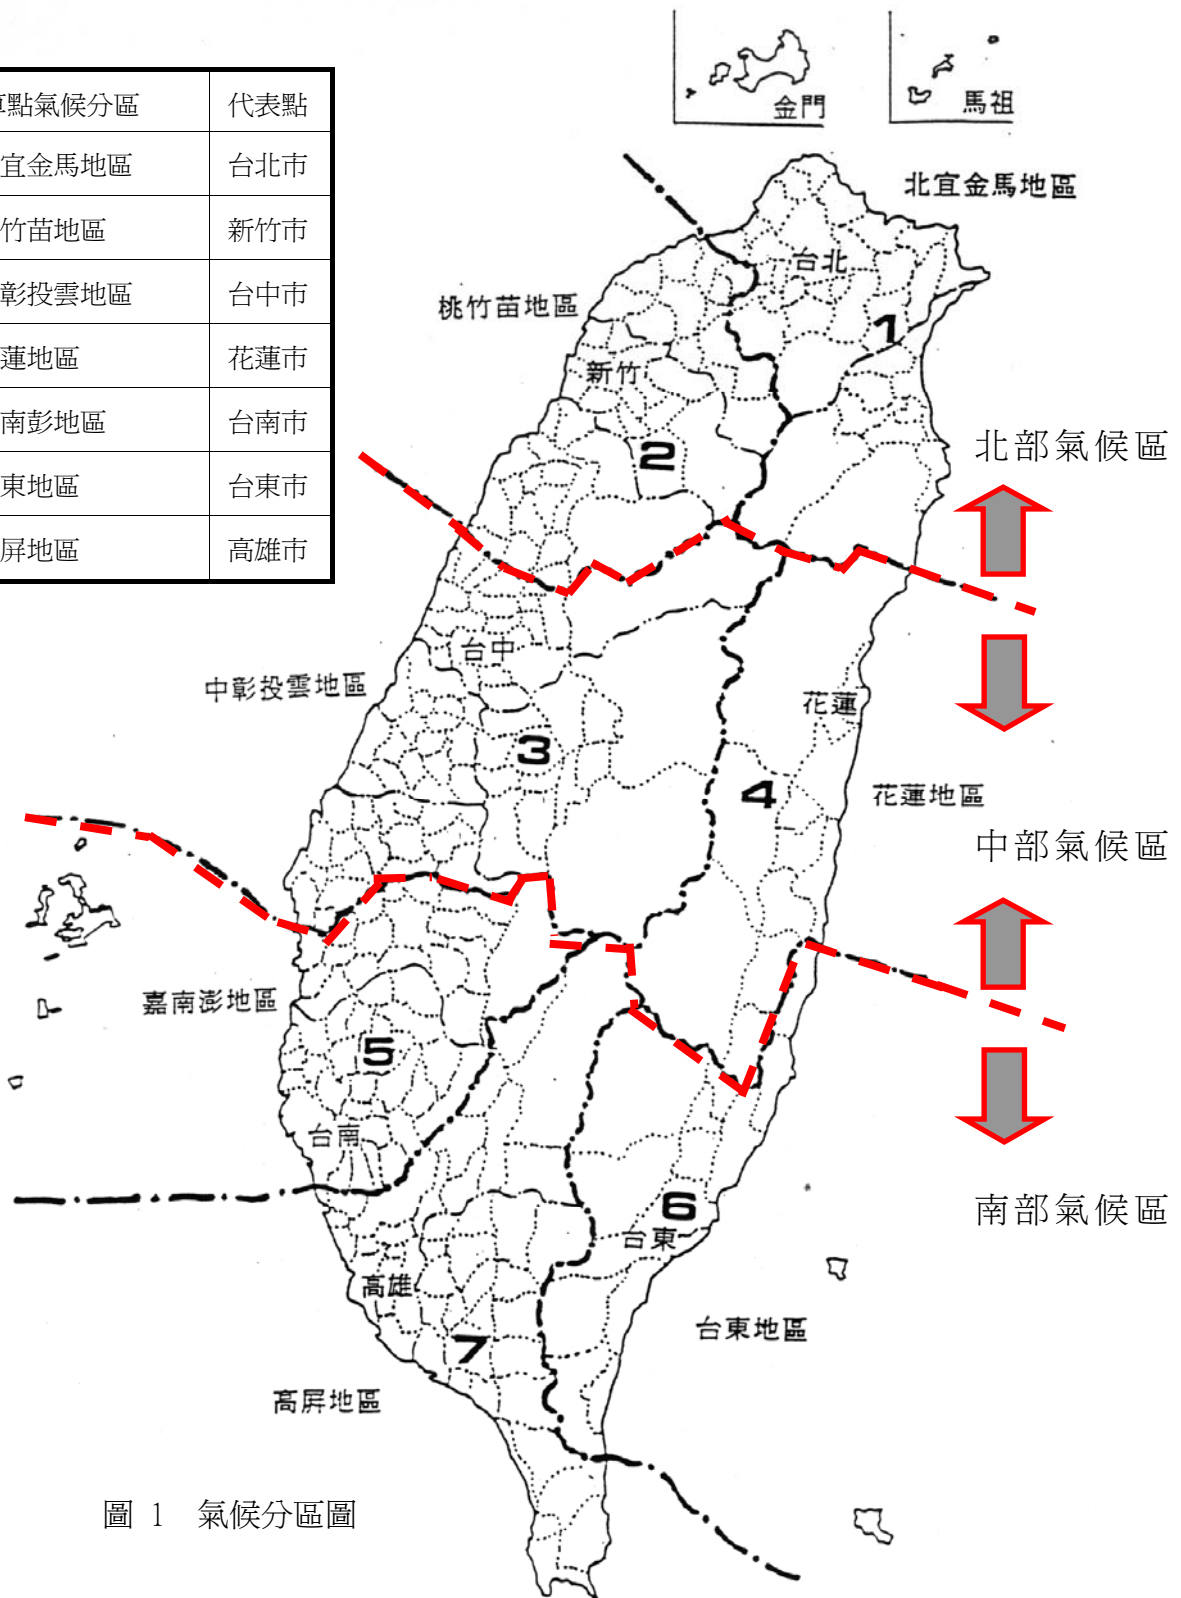 點氣候分區 代表點
宜金馬地區 台北市
竹苗地區 新竹市
彰投雲地區 台中市
蓮地區 花蓮市
南彭地區 台南市
東地區 台東市
屏地區 高雄市
金門
馬祖
北宜金馬地區
台北
1
桃竹苗地區
新竹
2
北部氣候區
台中
中彰投雲地區
3
花蓮
4
花蓮地區
中部氣候區
嘉南澎地區
5
台南
南部氣候區
6
台東
高雄
7
台東地區
高屏地區
圖 1 氣候分區圖